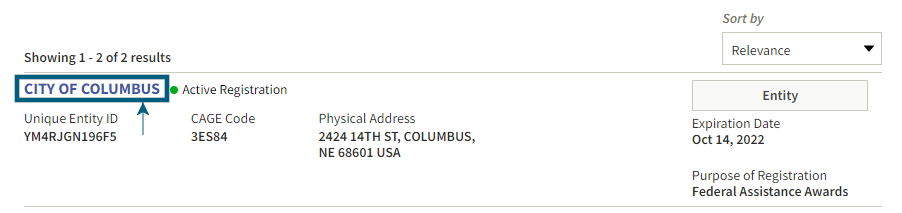 Sort by
Relevance
Showing 1 - 2 of 2 results
CITY OF COLUMBUS Active Registration
Entity
Unique Entity ID
YM4RJGN196F5
CAGE Code
3ES84
Physical Address
2424 14TH ST, COLUMBUS,
NE 68601 USA
Expiration Date
Oct 14, 2022
Purpose of Registration
Federal Assistance Awards